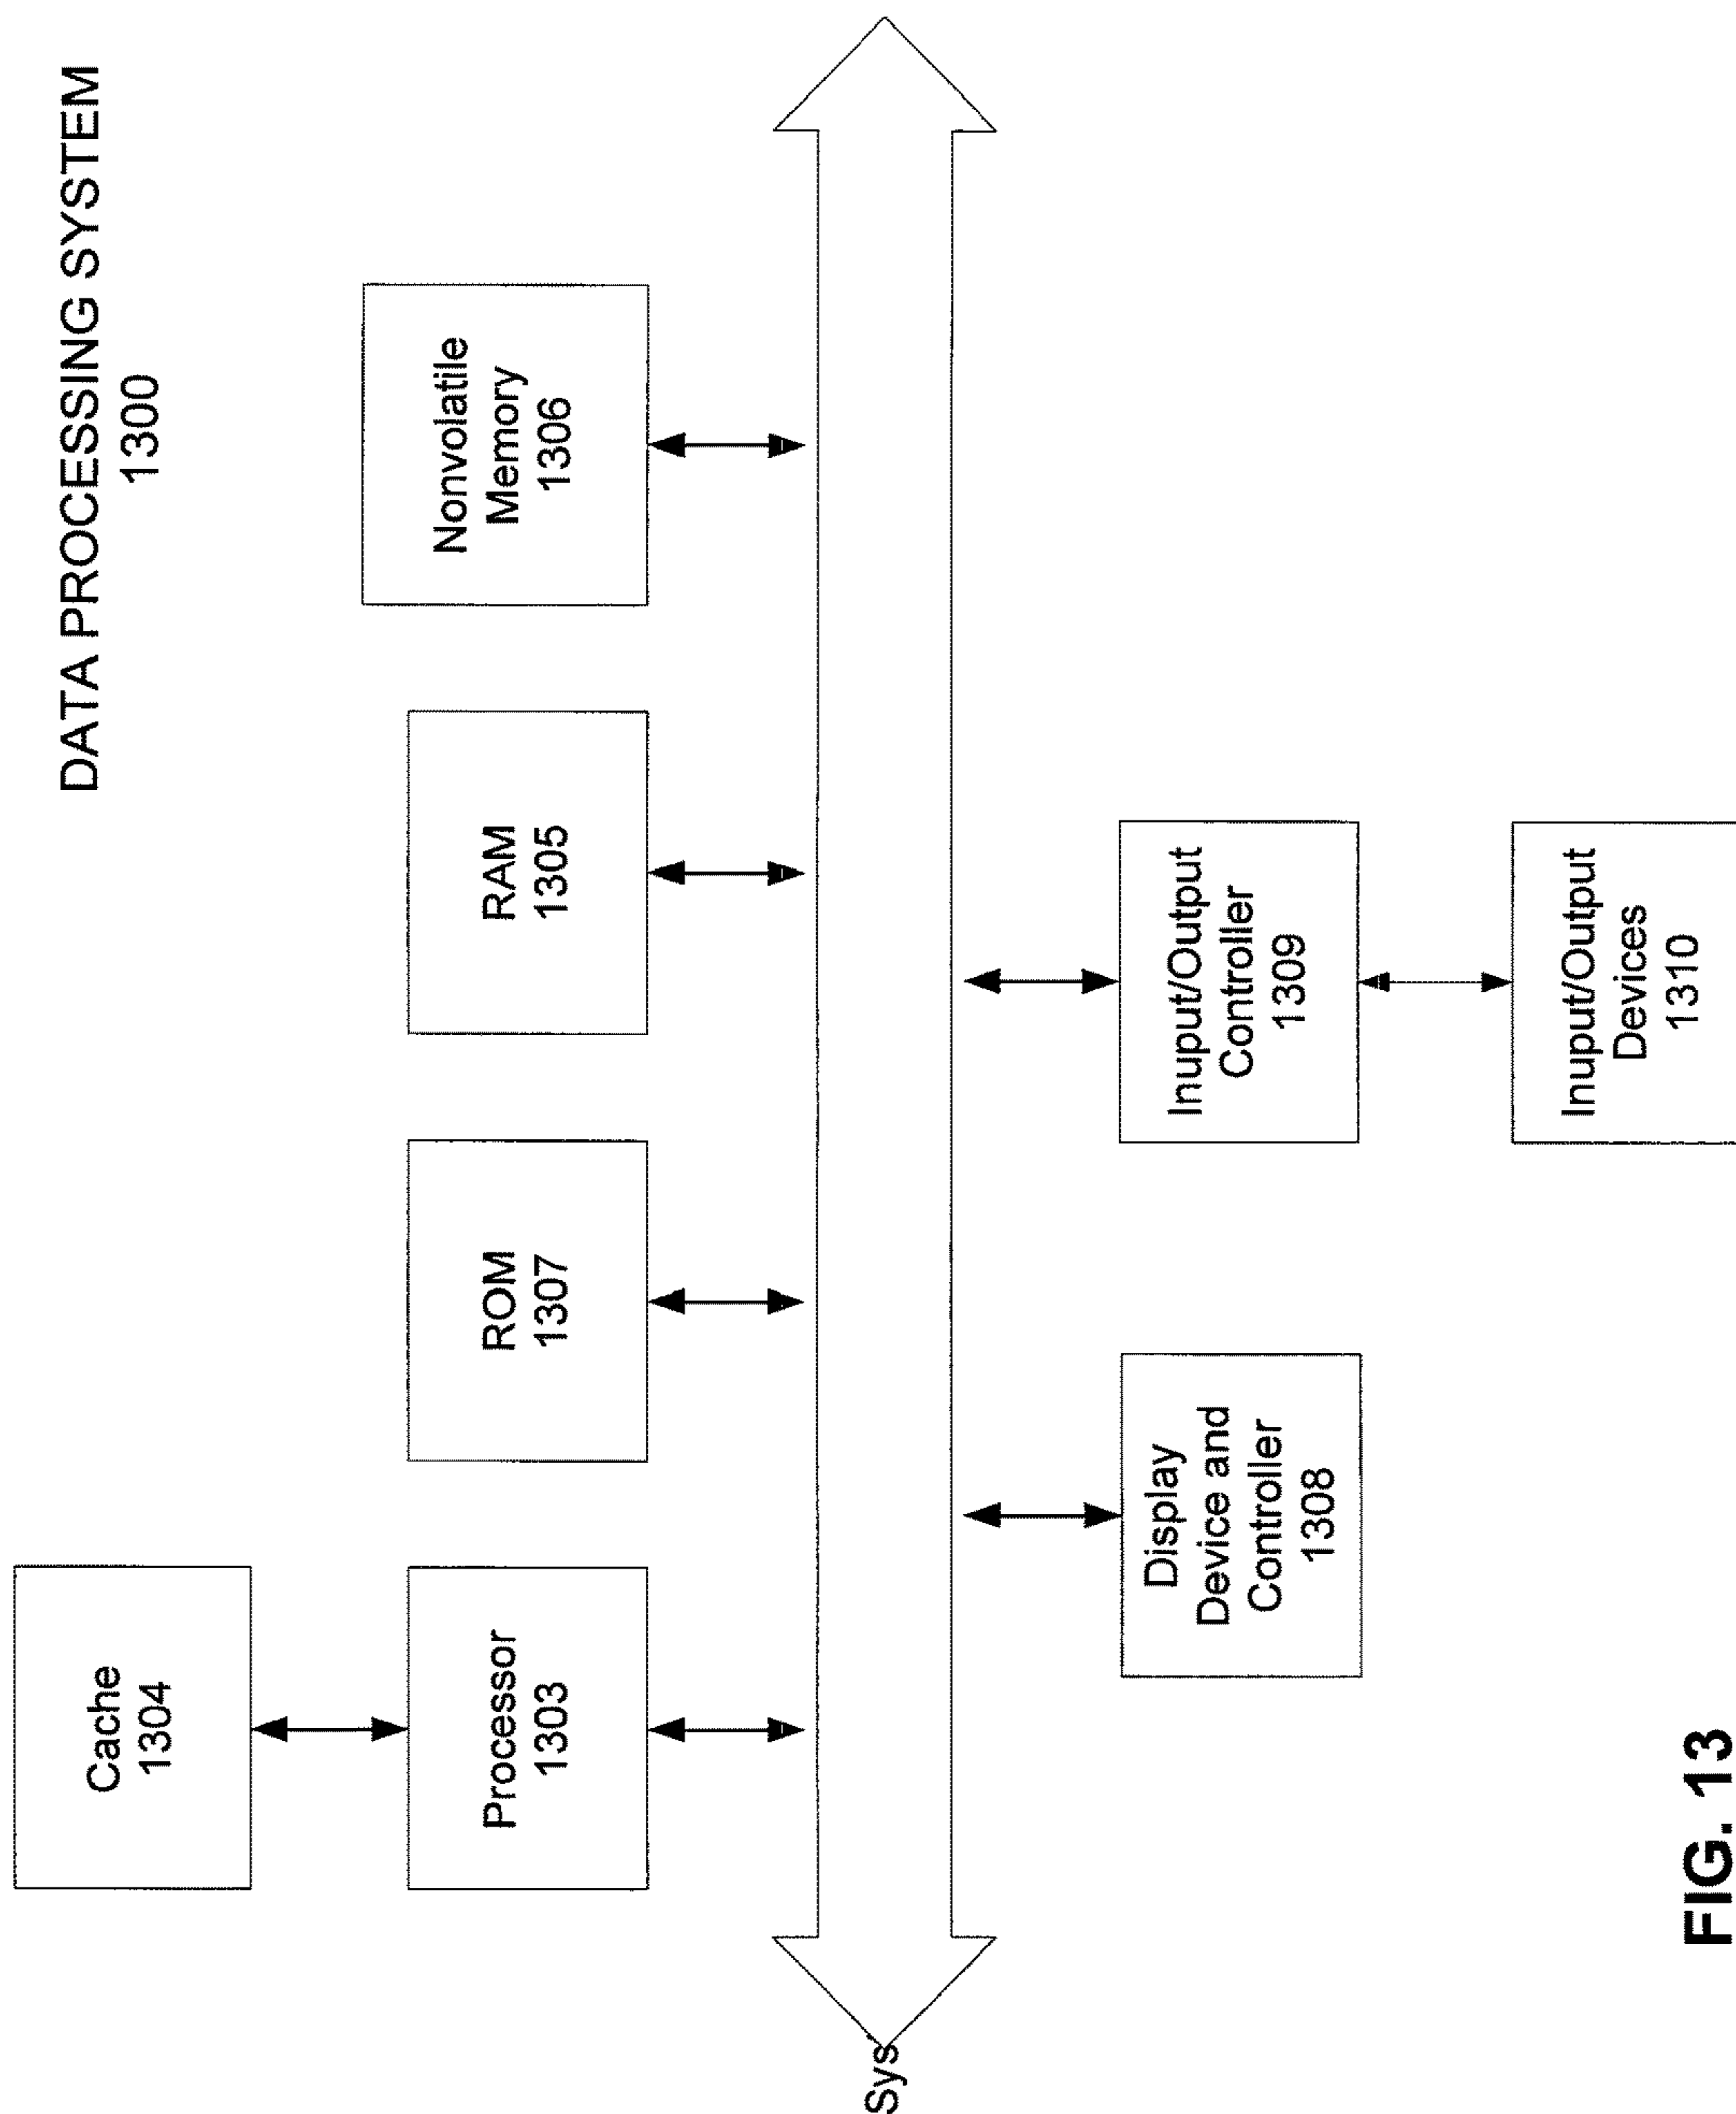 DATA PROCESSING SYSTEM
1300
Cache
1304
Processor
1303
ROM
1307
RAM
1305
Nonvolatile
Memory
1306
Sys
Display
Device and
Controller
1308
Inuput/Output
Controller
1309
Inuput/Output
Devices
1310
FIG. 13